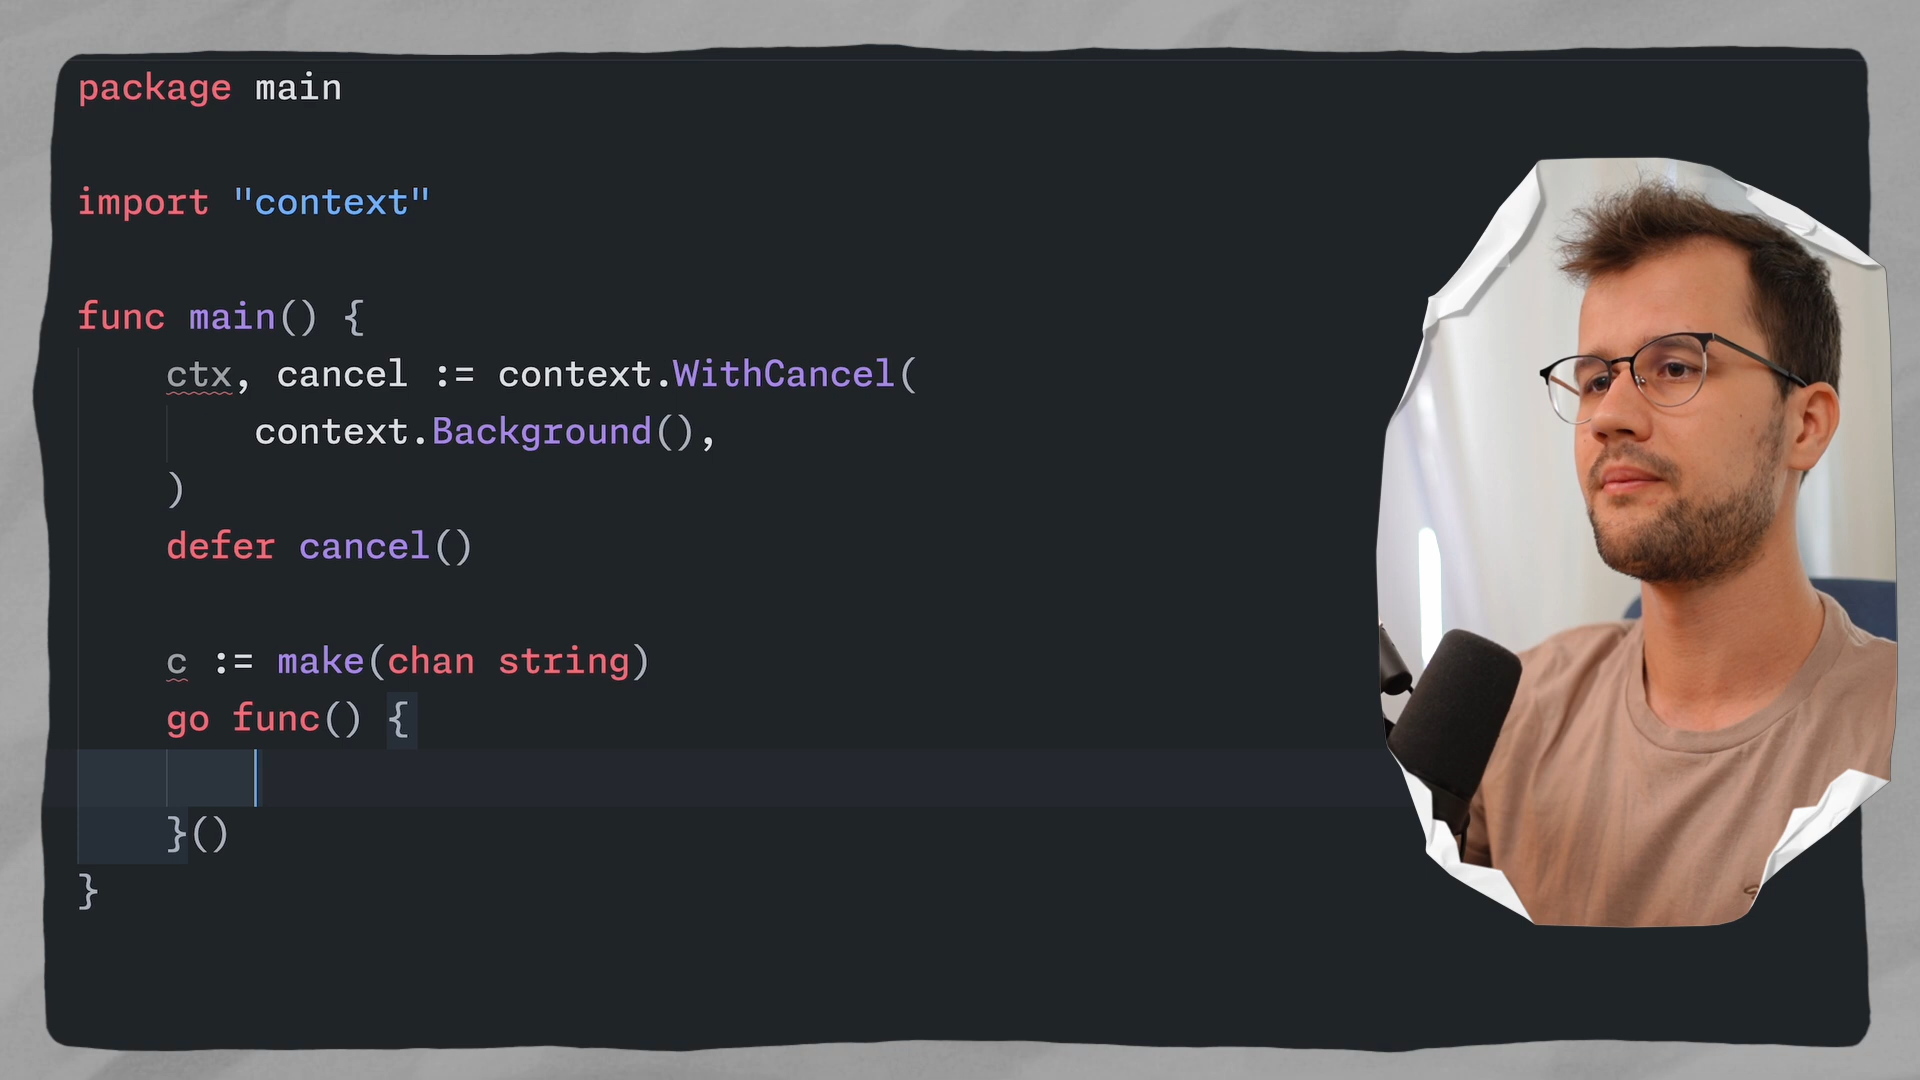 package main
import "context"
func main() {
ctx, cancel := context.WithCancel(
context.Background(),
)
defer cancel()
c := make(chan string)
go func() {
}()
}